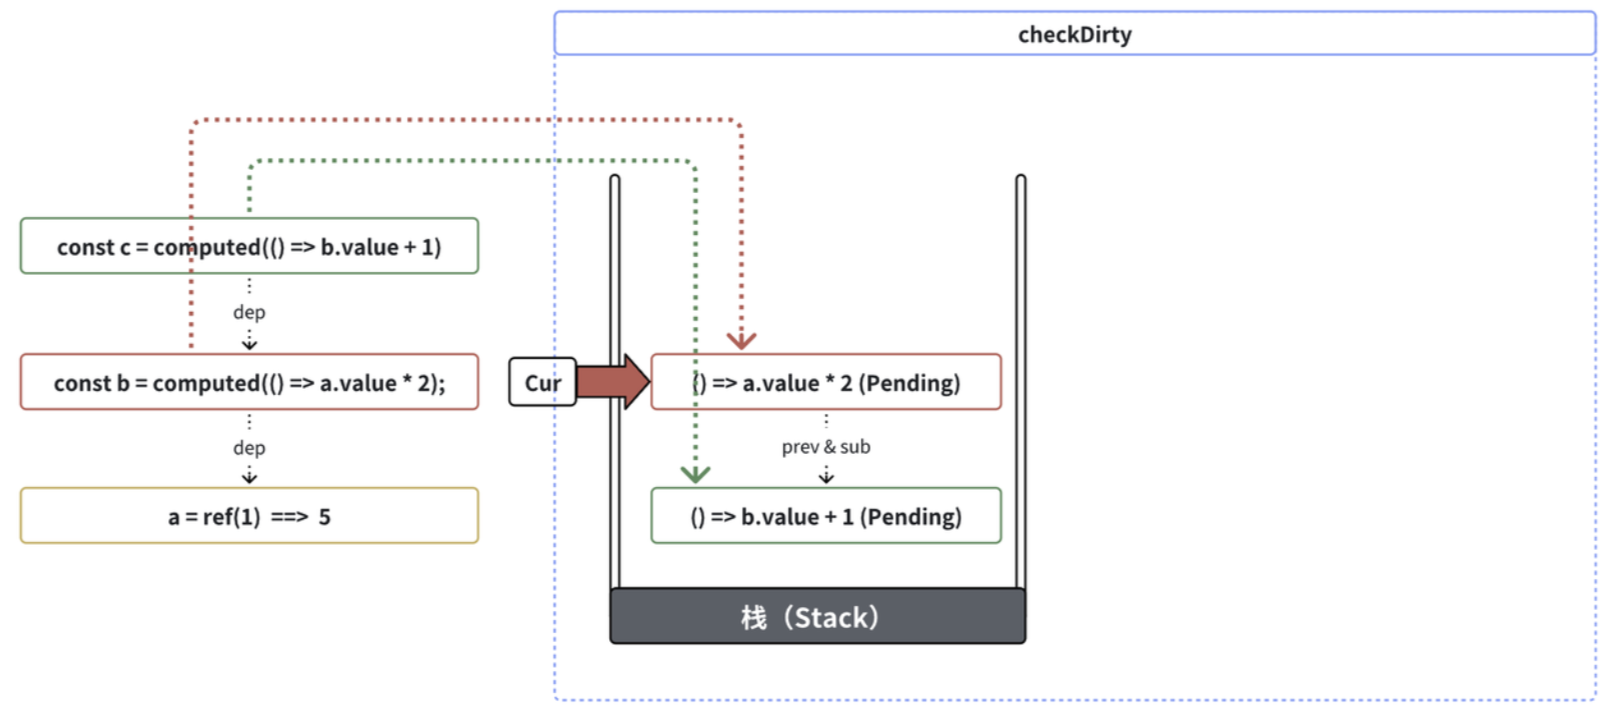 checkDirty
const c = computed(() => b.value + 1)
dep
const b = computed(() => a.value * 2);
Cur
() => a.value * 2 (Pending)
dep
prev & sub
a = ref(1) ==> 5
() => b.value + 1 (Pending)
栈（Stack）